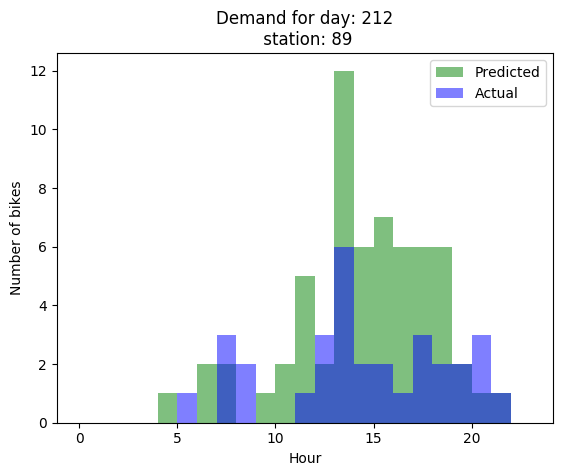 Demand for day: 212
station: 89
Predicted
Actual
Number of bikes
12
10
8
6
4
2
0
0 5 10 15 20
Hour